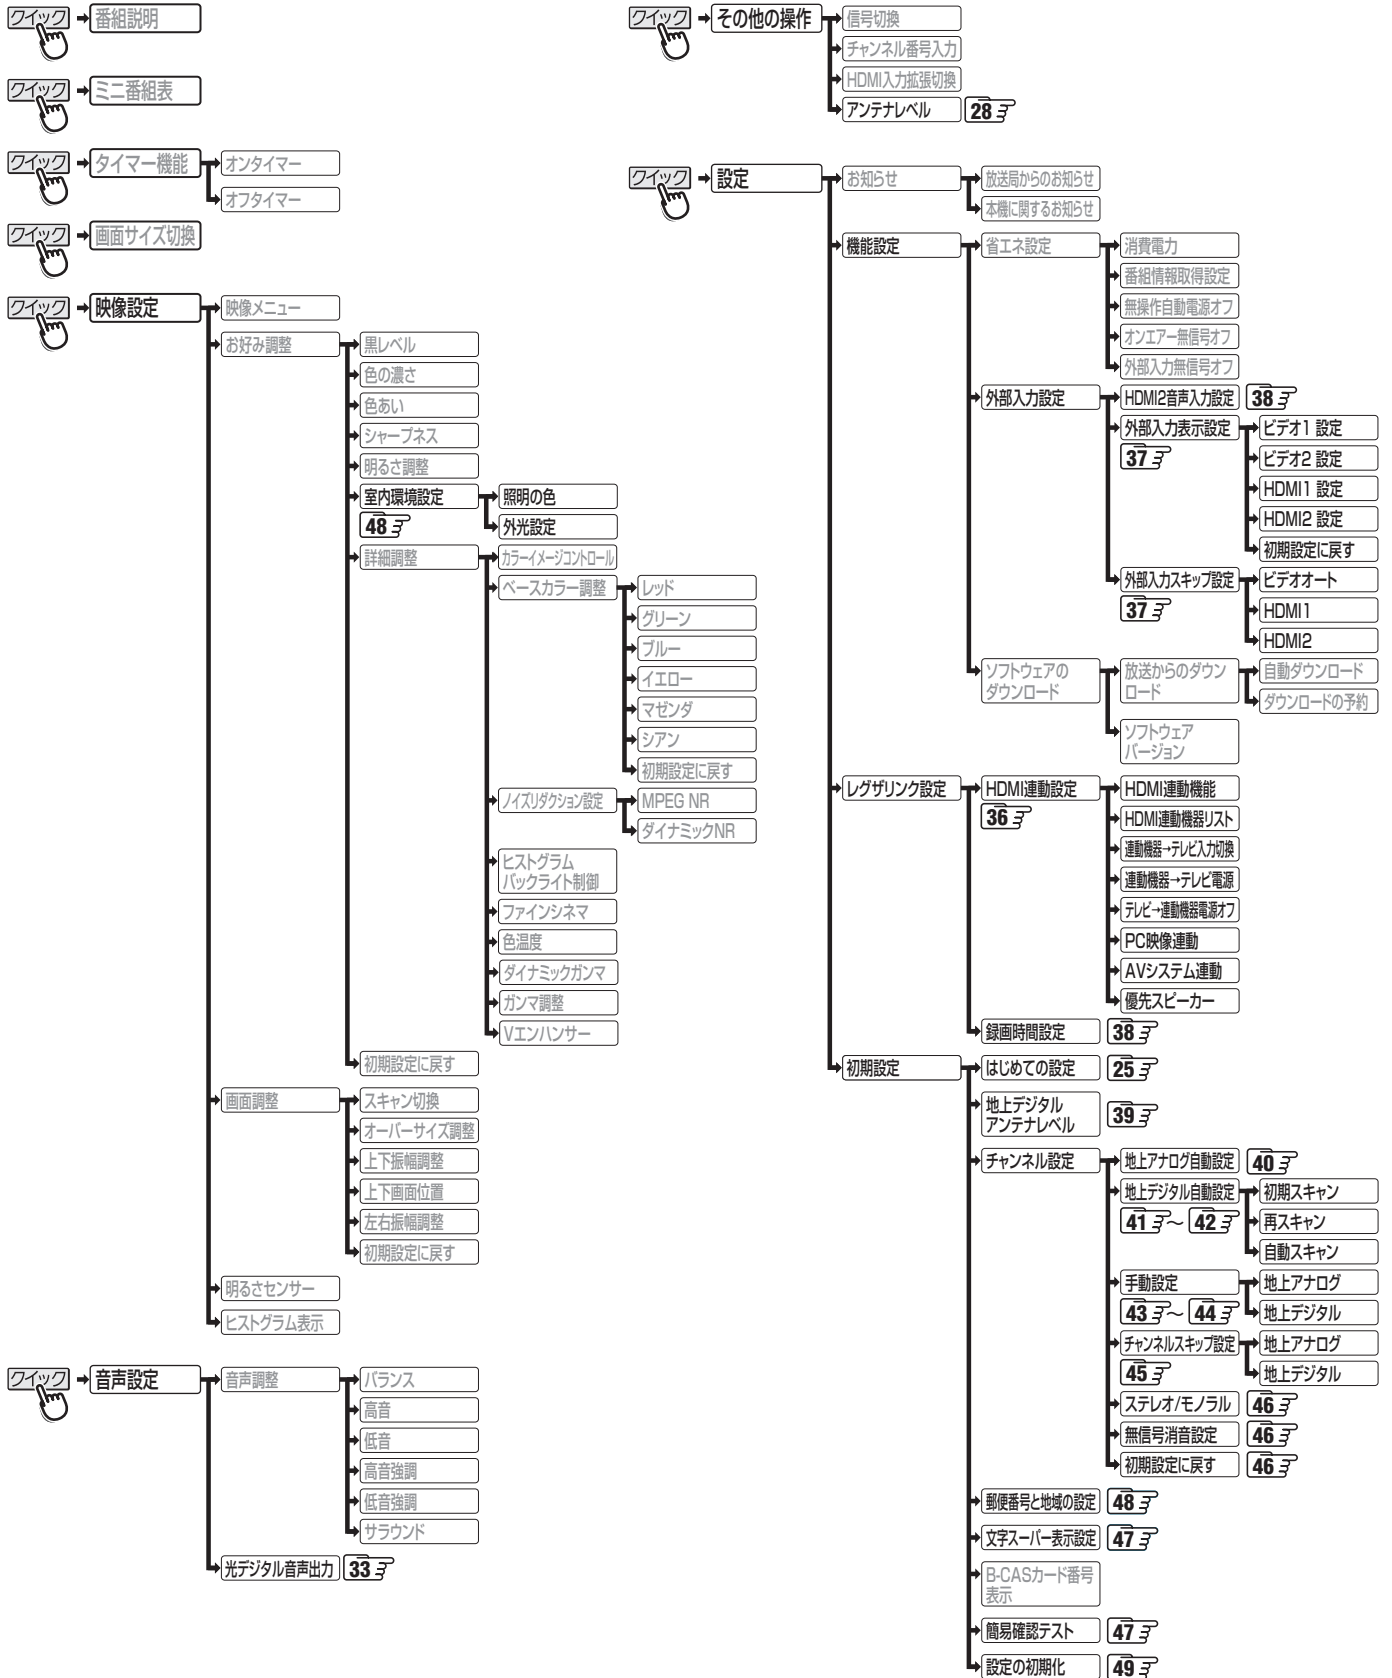 クイック 番組説明
クイック ミニ番組表
クイック タイマー機能 オンタイマー
オフタイマー
クイック 画面サイズ切換
クイック 映像設定 映像メニュー
お好み調整 黒レベル
色の濃さ
色あい
シャープネス
明るさ調整
室内環境設定 照明の色
48 外光設定
詳細調整 カラーイメージコントロール
ベースカラー調整 レッド
グリーン
ブルー
イエロー
マゼンダ
シアン
初期設定に戻す
ノイズリダクション設定 MPEG NR
ダイナミックNR
ヒストグラム
バックライト制御
ファインシネマ
色温度
ダイナミックガンマ
ガンマ調整
Vエンハンサー
初期設定に戻す
画面調整 スキャン切換
オーバーサイズ調整
上下振幅調整
上下画面位置
左右振幅調整
初期設定に戻す
明るさセンサー
ヒストグラム表示
クイック 音声設定 音声調整 バランス
高音
低音
高音強調
低音強調
サラウンド
光デジタル音声出力 33
クイック その他の操作 信号切換
チャンネル番号入力
HDMI入力拡張切換
アンテナレベル 28
クイック 設定 お知らせ 放送局からのお知らせ
本機に関するお知らせ
機能設定 省エネ設定 消費電力
番組情報取得設定
無操作自動電源オフ
オンエアー無信号オフ
外部入力無信号オフ
外部入力設定 HDMI2音声入力設定 38
外部入力表示設定 ビデオ1 設定
37 ビデオ2 設定
HDMI1 設定
HDMI2 設定
初期設定に戻す
外部入力スキップ設定 ビデオオート
37 HDMI1
HDMI2
ソフトウェアの
ダウンロード
放送からのダウン
ロード
自動ダウンロード
ダウンロードの予約
ソフトウェア
バージョン
レグザリンク設定 HDMI連動設定 HDMI連動機能
36 HDMI連動機器リスト
連動機器→テレビ入力切換
連動機器→テレビ電源
テレビ→連動機器電源オフ
PC映像連動
AVシステム連動
優先スピーカー
録画時間設定 38
初期設定 はじめての設定 25
地上デジタル
アンテナレベル 39
チャンネル設定 地上アナログ自動設定 40
地上デジタル自動設定 初期スキャン
41 ～ 42 再スキャン
自動スキャン
手動設定 地上アナログ
43 ～ 44 地上デジタル
チャンネルスキップ設定 地上アナログ
45 地上デジタル
ステレオ/モノラル 46
無信号消音設定 46
初期設定に戻す 46
郵便番号と地域の設定 48
文字スーパー表示設定 47
B-CASカード番号
表示
簡易確認テスト 47
設定の初期化 49